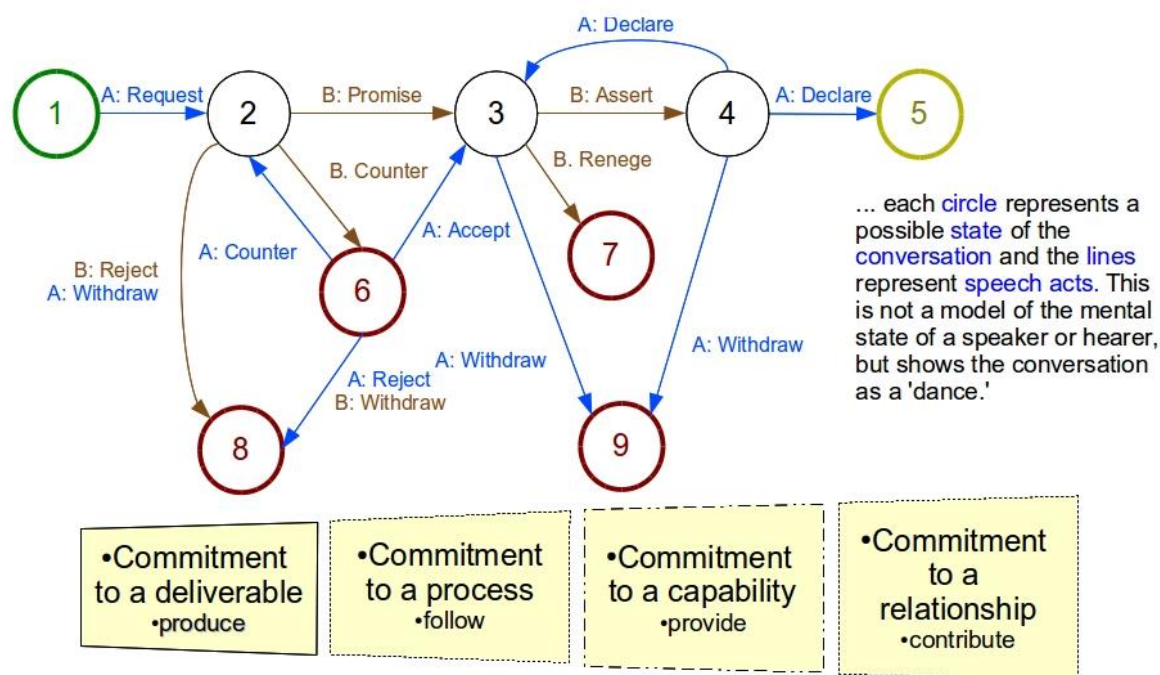 A: Declare
1
A: Request
2
B: Promise
3
B: Assert
4
A: Declare
5
B. Counter
B. Renege
A: Counter
A: Accept
6
7
B: Reject
A: Withdraw
A: Reject
B: Withdraw
A: Withdraw
A: Withdraw
8
9
... each circle represents a
possible state of the
conversation and the lines
represent speech acts. This
is not a model of the mental
state of a speaker or hearer,
but shows the conversation
as a 'dance.'
•Commitment
to a deliverable
•produce
•Commitment
to a process
•follow
•Commitment
to a capability
•provide
•Commitment
to a
relationship
•contribute